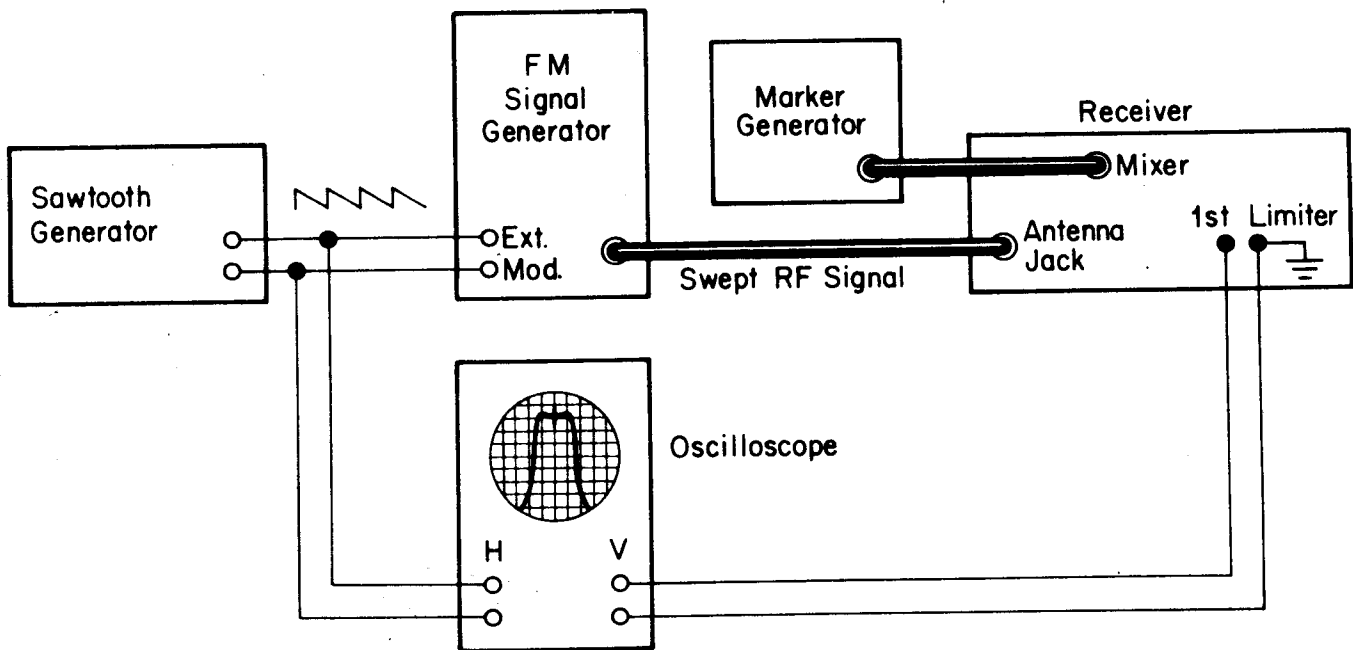 FM
Signal
Generator
Marker
Generator
Receiver
Sawtooth
Generator
Ext.
Mod.
Mixer
1st Limiter
Antenna
Jack
Swept RF Signal
Oscilloscope
H
V